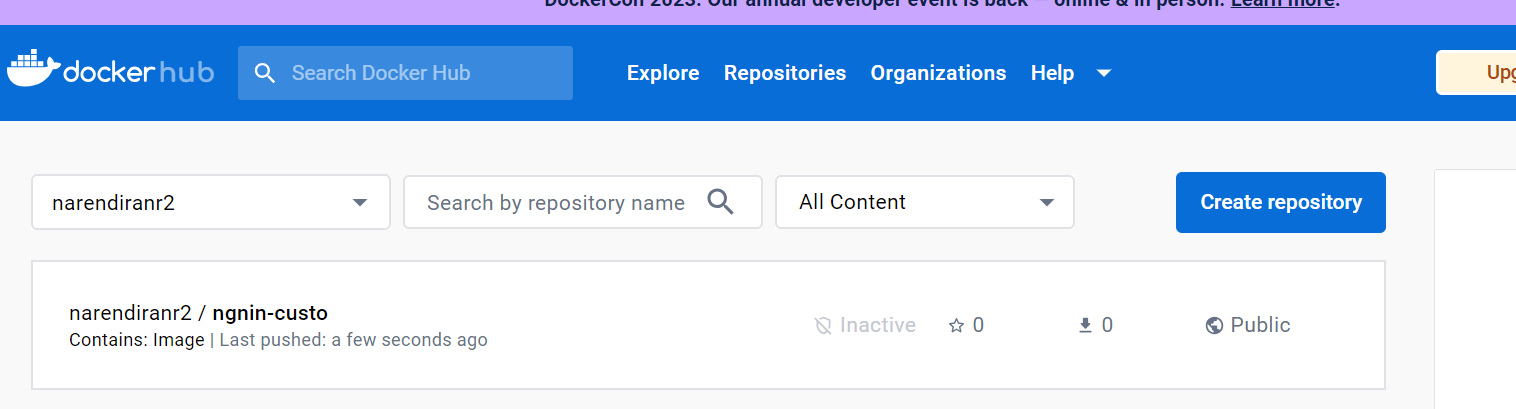 DockerCon 2023: Our annual developer event is back — online & in person. Learn more.
docker hub
Search Docker Hub
Explore
Repositories
Organizations
Help
narendiranr2
Search by repository name
All Content
Create repository
narendiranr2 / ngnin-custo
Inactive
0
0
Public
Contains: Image | Last pushed: a few seconds ago